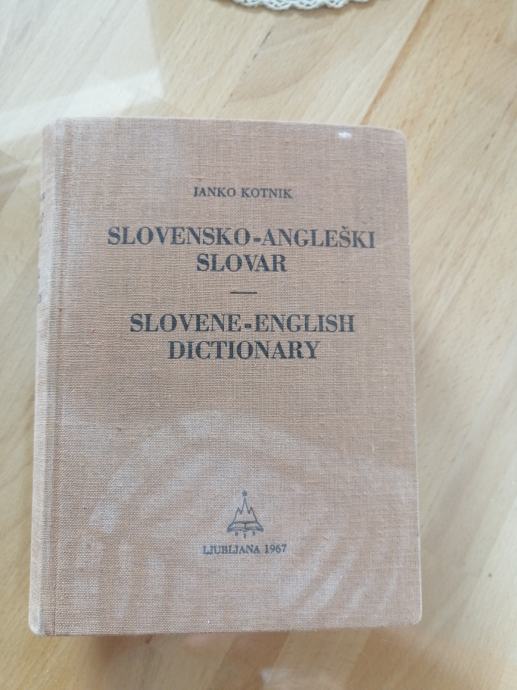 JANKO KOTNIK
SLOVENSKO-ANGLEŠKI
SLOVAR
SLOVENE-ENGLISH
DICTIONARY
LJUBLJANA 1967